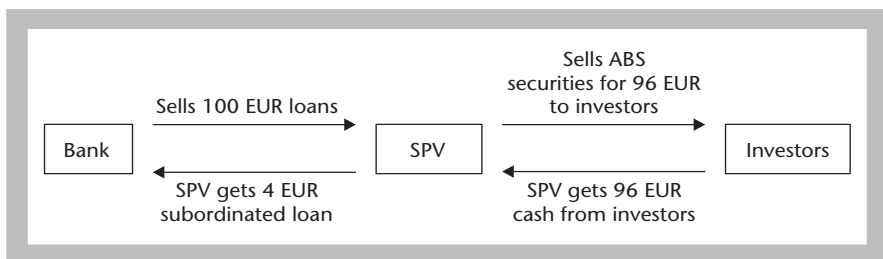 Sells ABS
securities for 96 EUR
to investors
Sells 100 EUR loans
Bank
SPV
Investors
SPV gets 4 EUR
subordinated loan
SPV gets 96 EUR
cash from investors